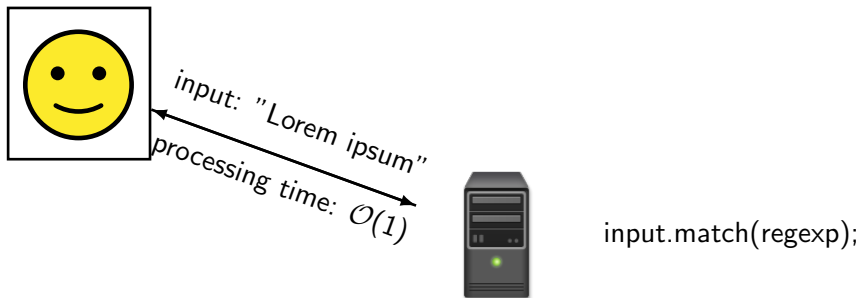 input: "Lorem ipsum"
processing time: 𝒪(1)
input.match(regexp);